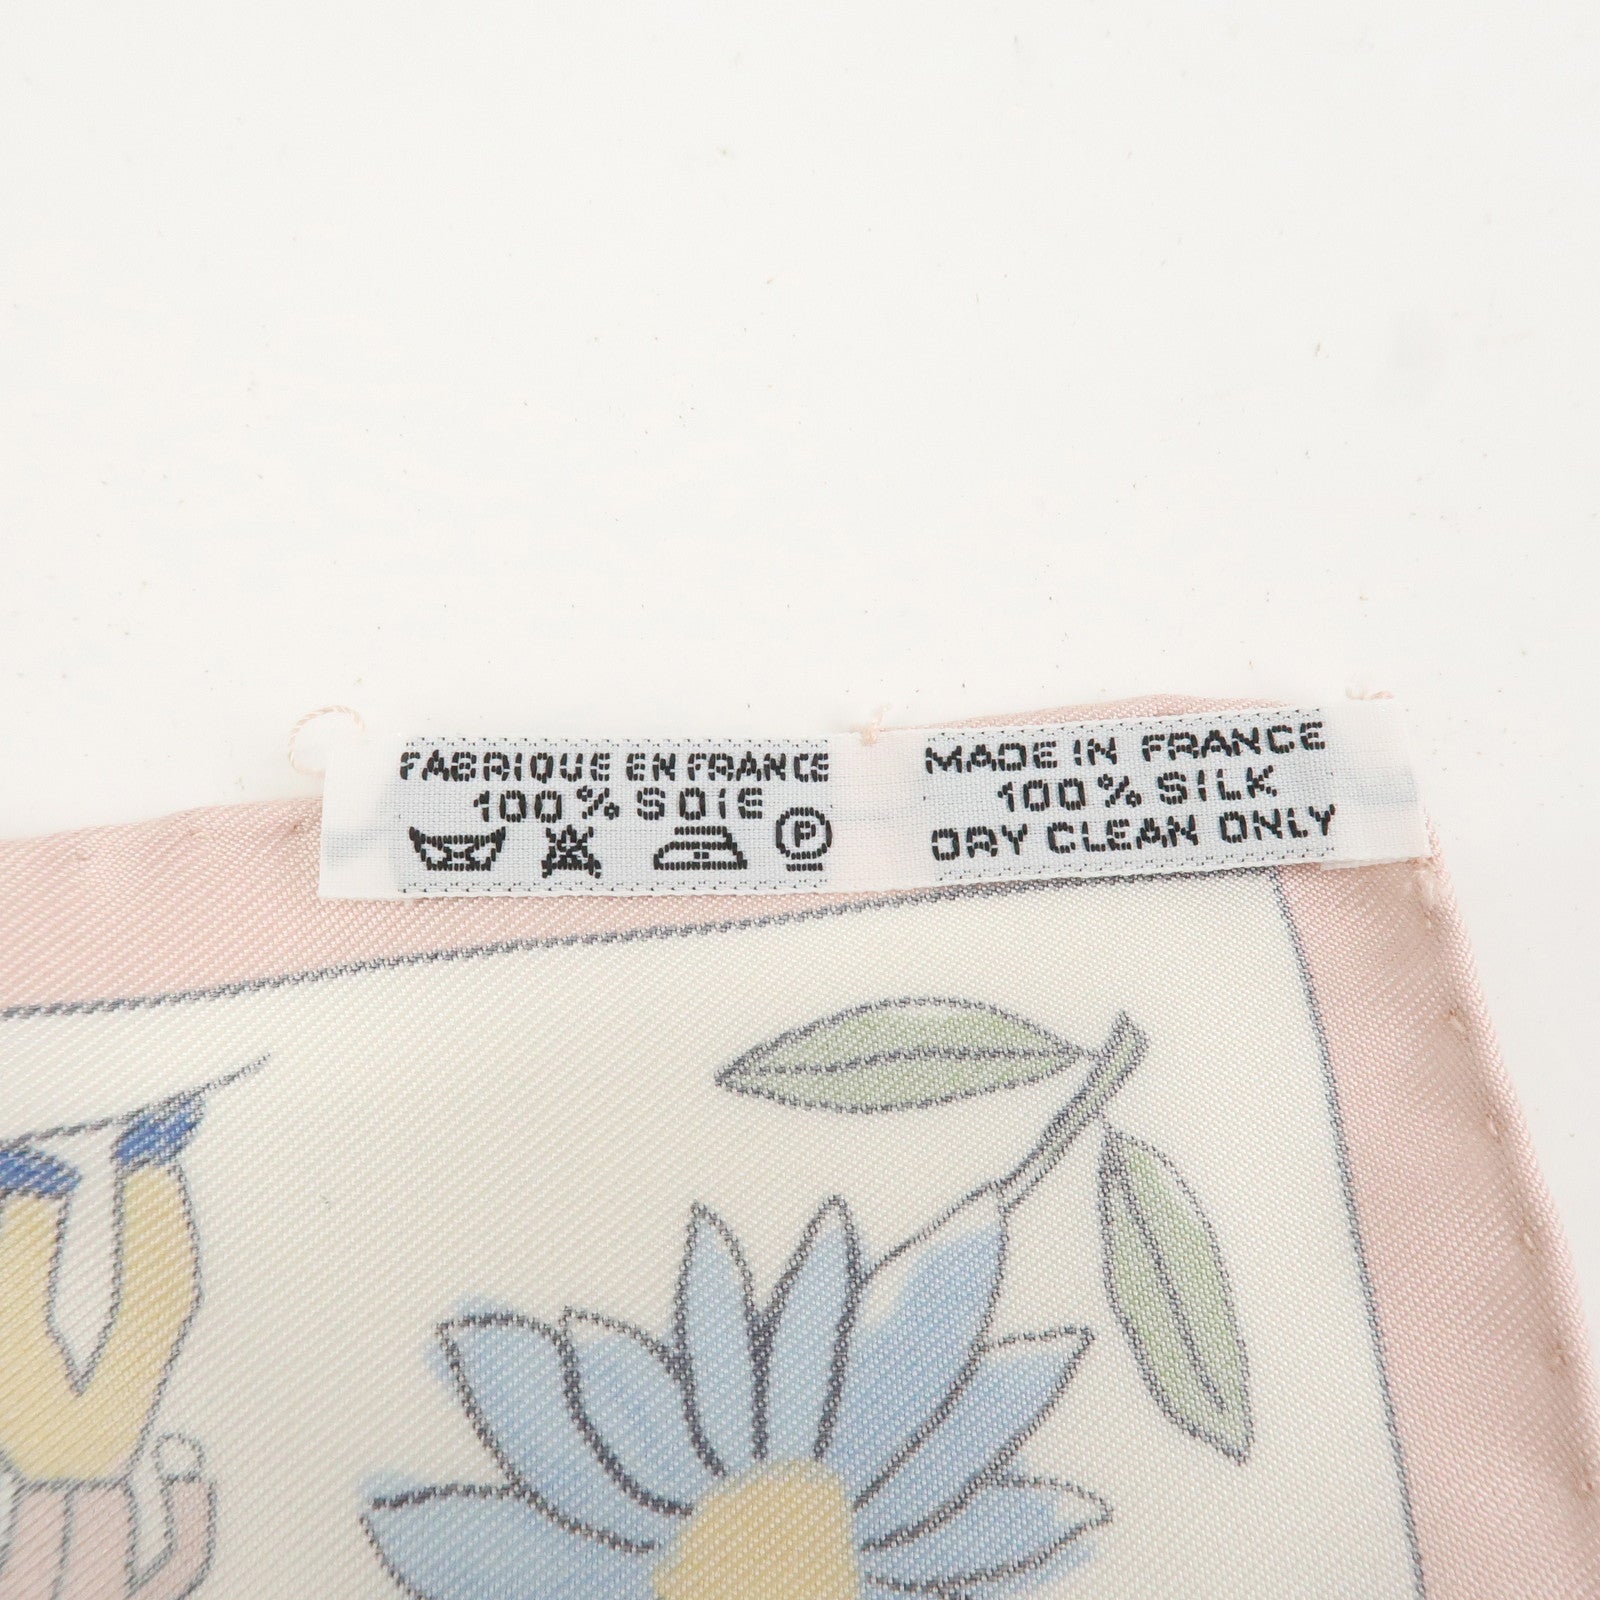 FABRIQUE EN FRANCE
100% SOIE
P
MADE IN FRANCE
100% SILK
DRY CLEAN ONLY